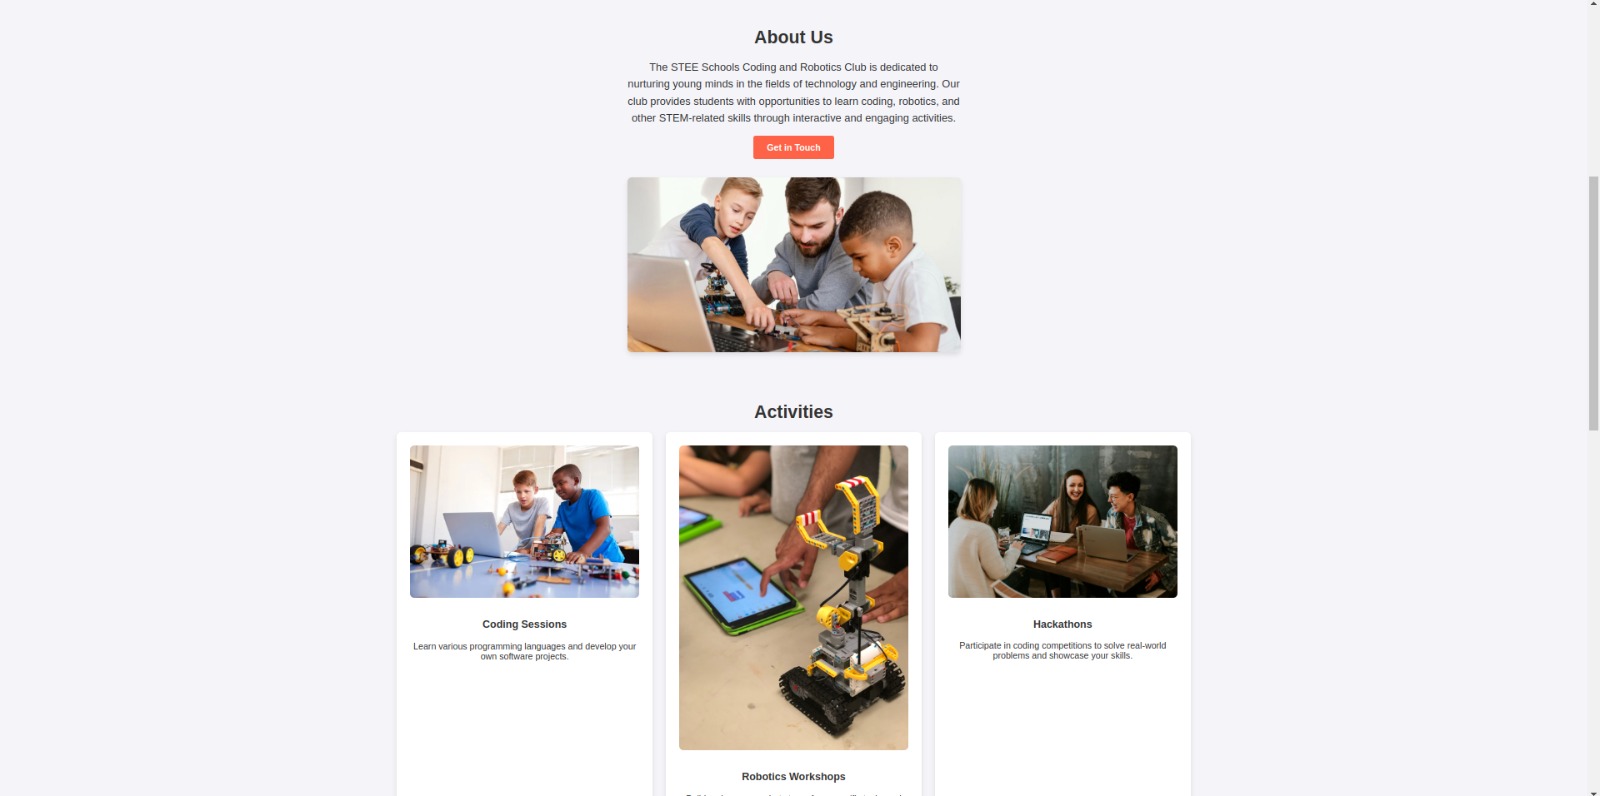 About Us
The STEE Schools Coding and Robotics Club is dedicated to
nurturing young minds in the fields of technology and engineering. Our
club provides students with opportunities to learn coding, robotics, and
other STEM-related skills through interactive and engaging activities.
Get in Touch
Activities
Coding Sessions
Learn various programming languages and develop your
own software projects.
Robotics Workshops
Hackathons
Participate in coding competitions to solve real-world
problems and showcase your skills.